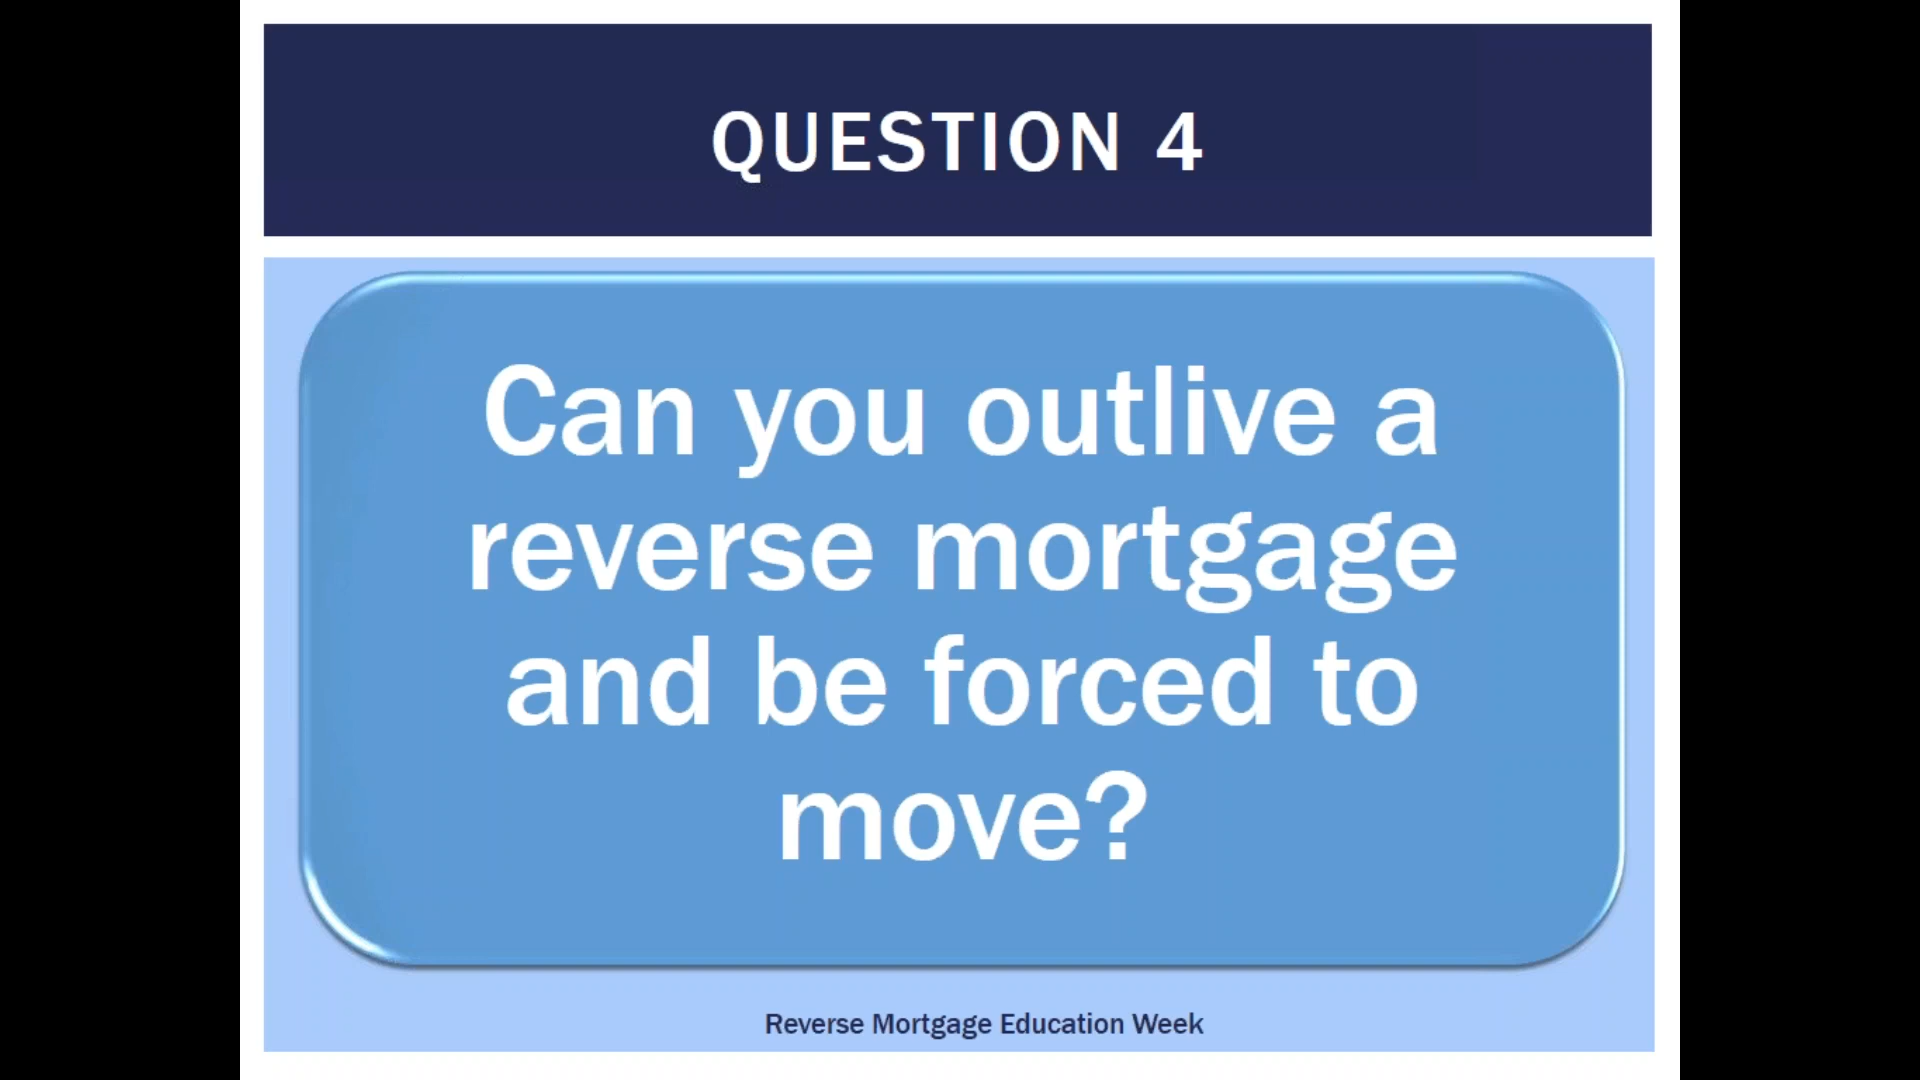 QUESTION 4
Can you outlive a
reverse mortgage
and be forced to
move?
Reverse Mortgage Education Week